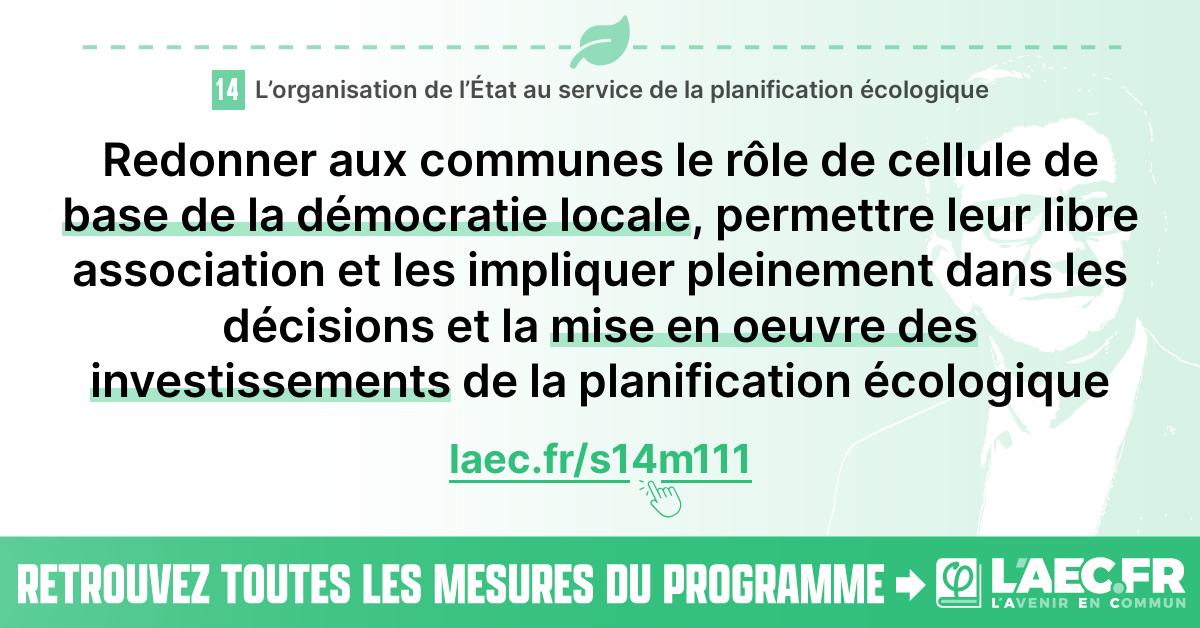 14 L’organisation de l’État au service de la planification écologique
Redonner aux communes le rôle de cellule de
base de la démocratie locale, permettre leur libre
association et les impliquer pleinement dans les
décisions et la mise en oeuvre des
investissements de la planification écologique
laec.fr/s14m111
RETROUVEZ TOUTES LES MESURES DU PROGRAMME
L'AEC.FR
L'AVENIR EN COMMUN